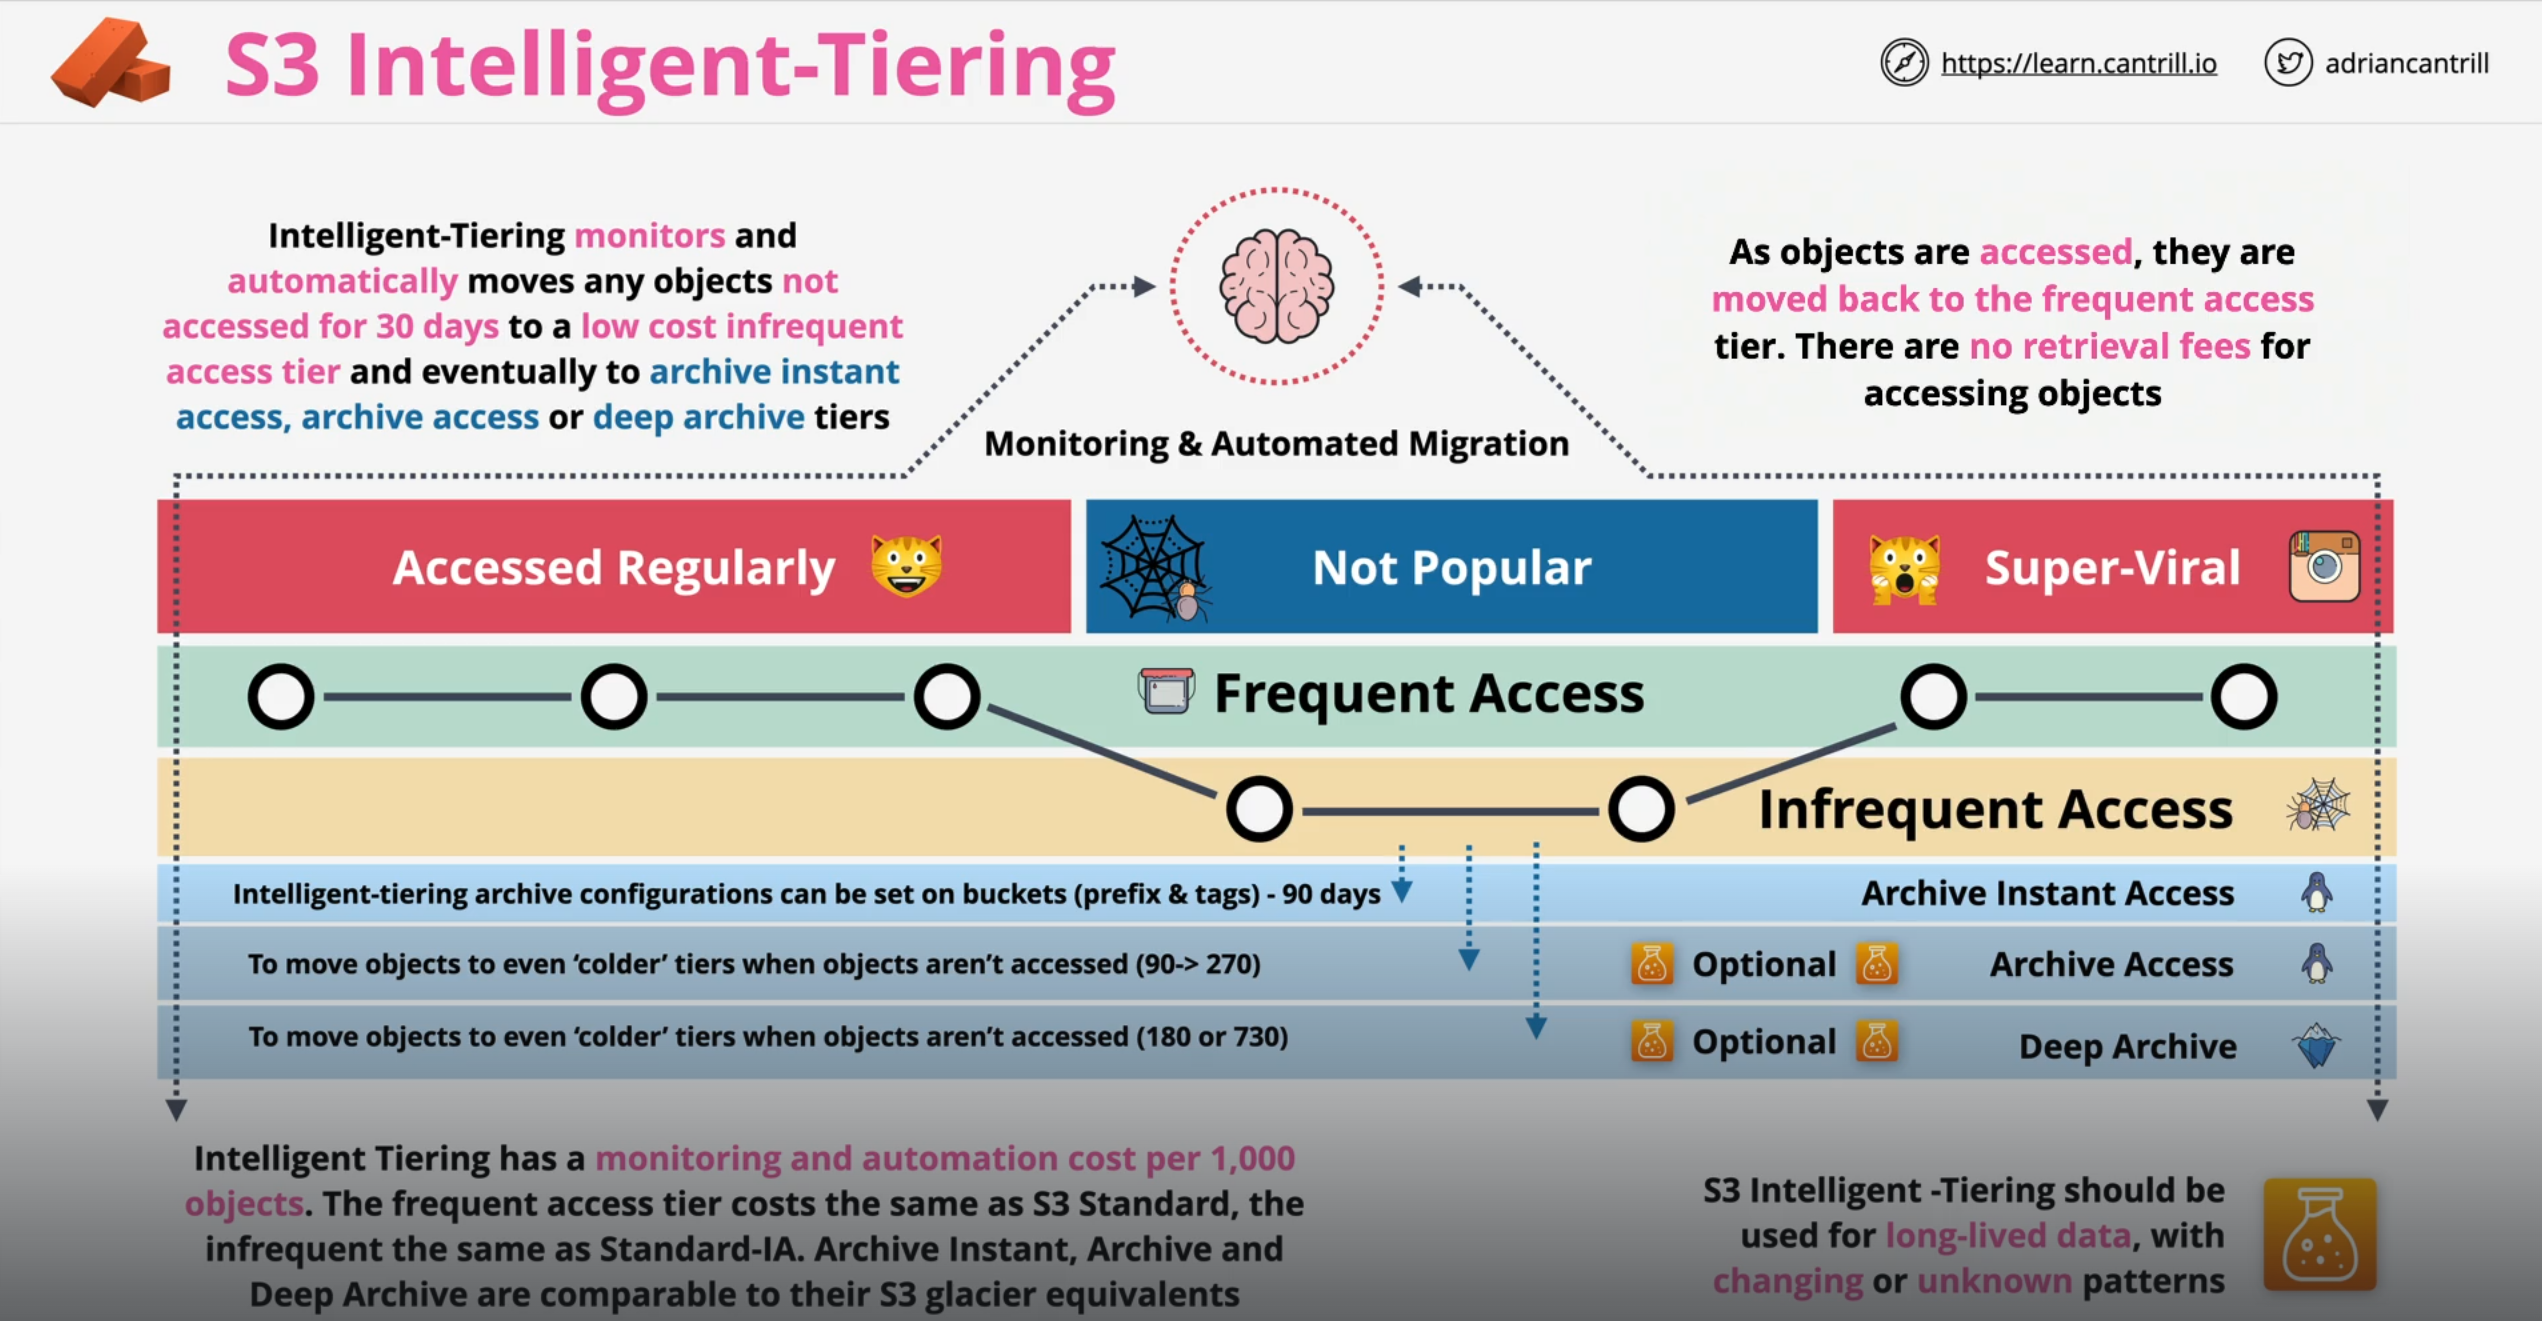 S3 Intelligent-Tiering
https://learn.cantrill.io
adriancantrill
Intelligent-Tiering monitors and
automatically moves any objects not
accessed for 30 days to a low cost infrequent
access tier and eventually to archive instant
access, archive access or deep archive tiers
As objects are accessed, they are
moved back to the frequent access
tier. There are no retrieval fees for
accessing objects
Monitoring & Automated Migration
Accessed Regularly
Not Popular
Super-Viral
Frequent Access
Infrequent Access
Intelligent-tiering archive configurations can be set on buckets (prefix & tags) - 90 days
Archive Instant Access
To move objects to even ‘colder’ tiers when objects aren’t accessed (90-> 270)
Optional
Archive Access
To move objects to even ‘colder’ tiers when objects aren’t accessed (180 or 730)
Optional
Deep Archive
Intelligent Tiering has a monitoring and automation cost per 1,000
objects. The frequent access tier costs the same as S3 Standard, the
infrequent the same as Standard-IA. Archive Instant, Archive and
Deep Archive are comparable to their S3 glacier equivalents
S3 Intelligent -Tiering should be
used for long-lived data, with
changing or unknown patterns